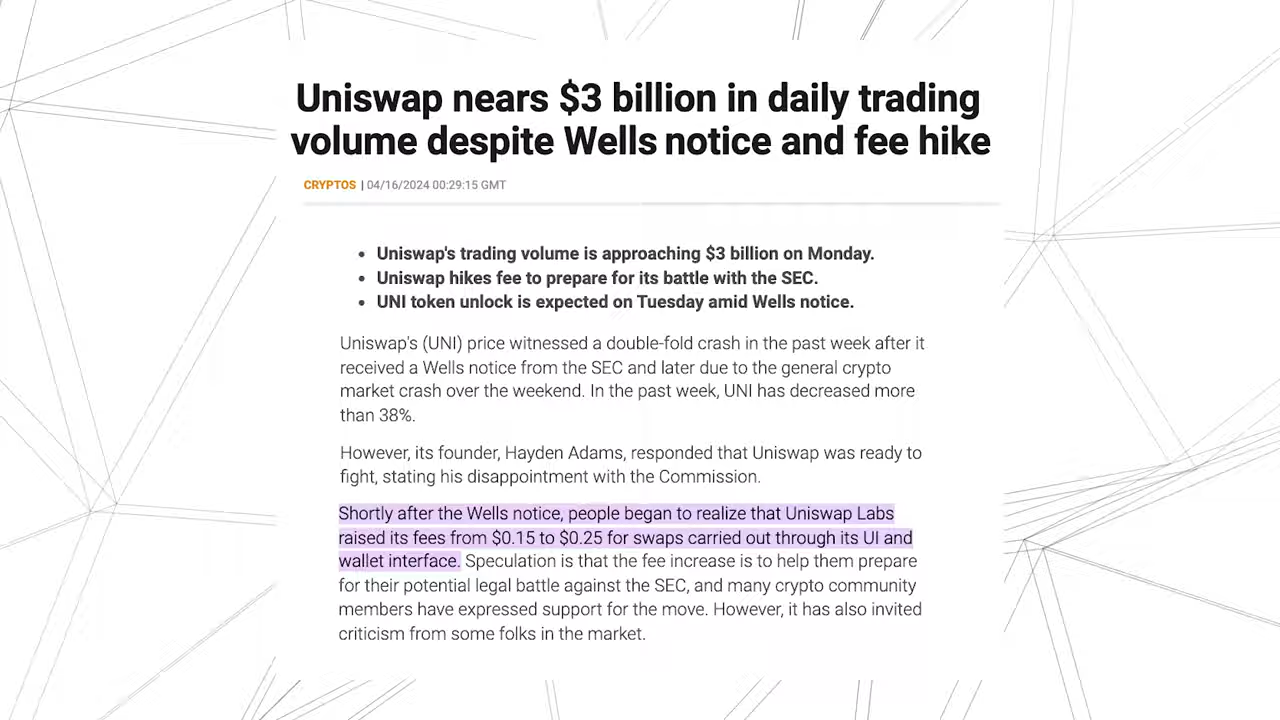 Uniswap nears $3 billion in daily trading
volume despite Wells notice and fee hike
CRYPTOS | 04/16/2024 00:29:15 GMT
• Uniswap's trading volume is approaching $3 billion on Monday.
• Uniswap hikes fee to prepare for its battle with the SEC.
• UNI token unlock is expected on Tuesday amid Wells notice.
Uniswap's (UNI) price witnessed a double-fold crash in the past week after it
received a Wells notice from the SEC and later due to the general crypto
market crash over the weekend. In the past week, UNI has decreased more
than 38%.
However, its founder, Hayden Adams, responded that Uniswap was ready to
fight, stating his disappointment with the Commission.
Shortly after the Wells notice, people began to realize that Uniswap Labs
raised its fees from $0.15 to $0.25 for swaps carried out through its UI and
wallet interface. Speculation is that the fee increase is to help them prepare
for their potential legal battle against the SEC, and many crypto community
members have expressed support for the move. However, it has also invited
criticism from some folks in the market.